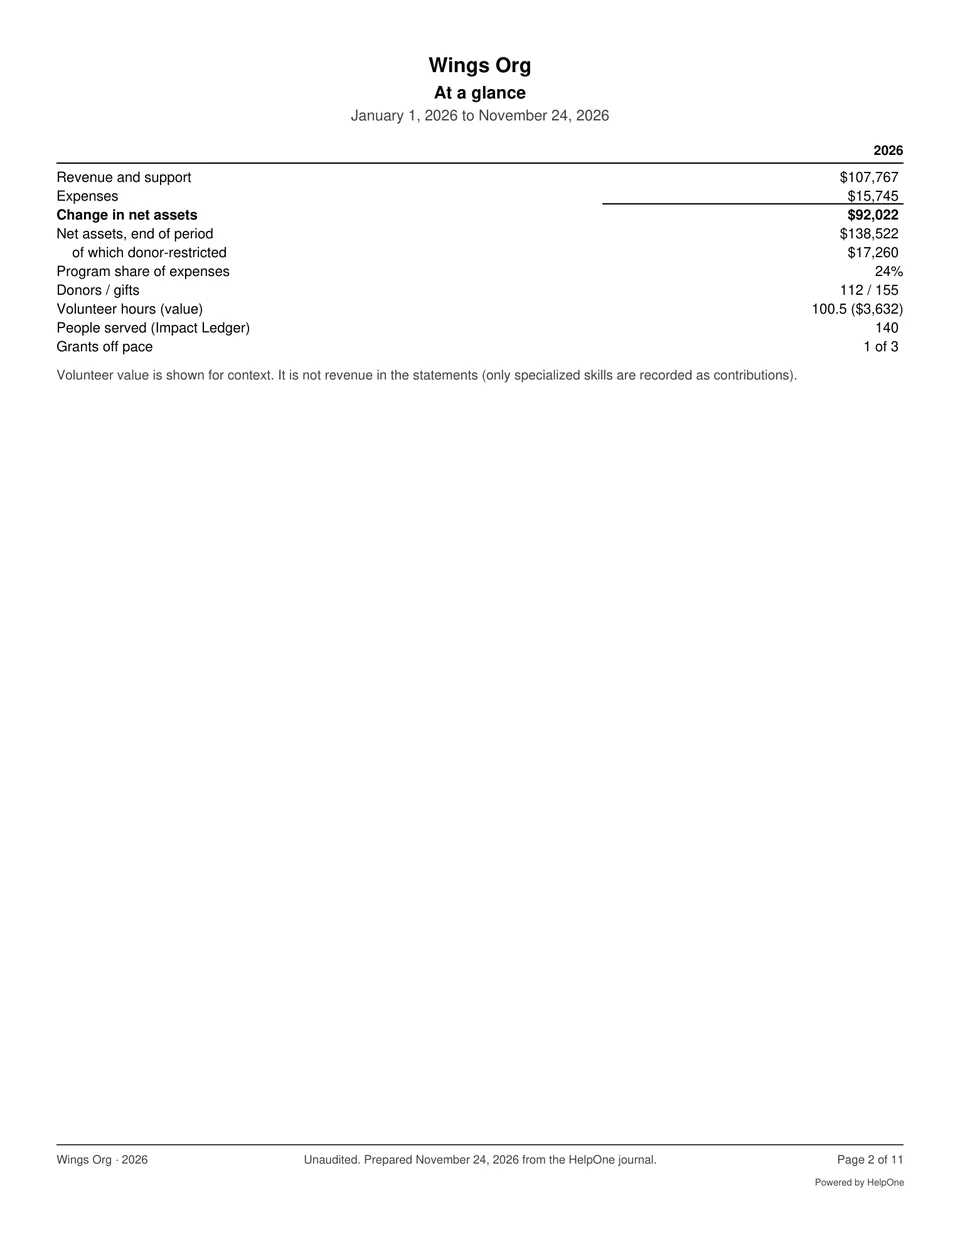 Wings Org
At a glance
January 1, 2026 to November 24, 2026
2026
Revenue and support $107,767
Expenses $15,745
Change in net assets $92,022
Net assets, end of period $138,522
of which donor-restricted $17,260
Program share of expenses 24%
Donors / gifts 112 / 155
Volunteer hours (value) 100.5 ($3,632)
People served (Impact Ledger) 140
Grants off pace 1 of 3
Volunteer value is shown for context. It is not revenue in the statements (only specialized skills are recorded as contributions).
Wings Org · 2026 Unaudited. Prepared November 24, 2026 from the HelpOne journal. Page 2 of 11
Powered by HelpOne